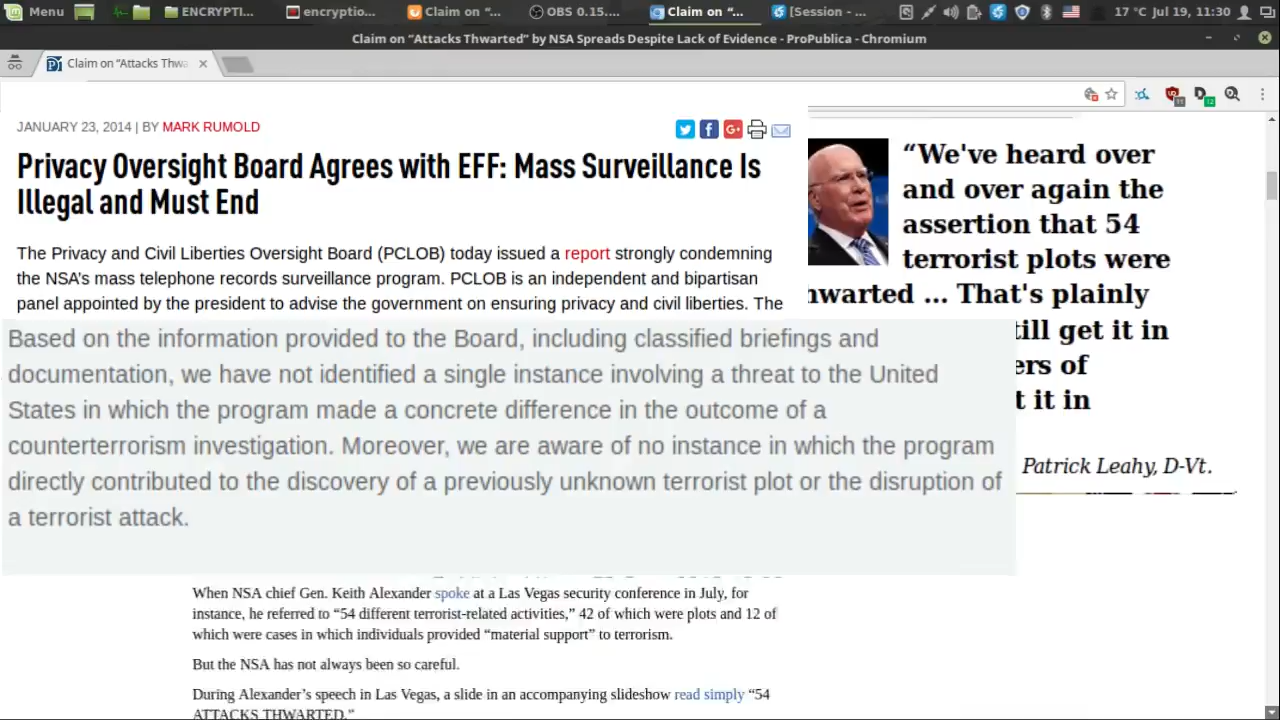 Menu
ENCRYPTI...
encryptio...
Claim on “...
OBS 0.15....
Claim on “...
[Session - ...
17 °C Jul 19, 11:30
Claim on “Attacks Thwarted” by NSA Spreads Despite Lack of Evidence - ProPublica - Chromium
Claim on “Attacks Thwa
JANUARY 23, 2014 | BY MARK RUMOLD
Privacy Oversight Board Agrees with EFF: Mass Surveillance Is
Illegal and Must End
The Privacy and Civil Liberties Oversight Board (PCLOB) today issued a report strongly condemning
the NSA's mass telephone records surveillance program. PCLOB is an independent and bipartisan
panel appointed by the president to advise the government on ensuring privacy and civil liberties. The
Based on the information provided to the Board, including classified briefings and
documentation, we have not identified a single instance involving a threat to the United
States in which the program made a concrete difference in the outcome of a
counterterrorism investigation. Moreover, we are aware of no instance in which the program
directly contributed to the discovery of a previously unknown terrorist plot or the disruption of
a terrorist attack.
“We've heard over
and over again the
assertion that 54
terrorist plots were
hwarted ... That's plainly
till get it in
ers of
t it in
Patrick Leahy, D-Vt.
When NSA chief Gen. Keith Alexander spoke at a Las Vegas security conference in July, for
instance, he referred to “54 different terrorist-related activities,” 42 of which were plots and 12 of
which were cases in which individuals provided “material support” to terrorism.
But the NSA has not always been so careful.
During Alexander’s speech in Las Vegas, a slide in an accompanying slideshow read simply “54
ATTACKS THWARTED.”